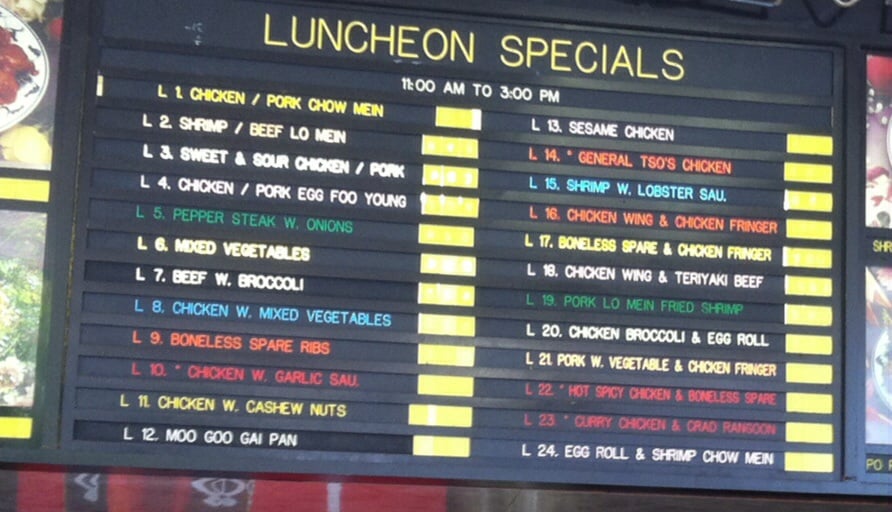 LUNCHEON SPECIALS
11:00 AM TO 3:00 PM
L 1. CHICKEN / PORK CHOW MEIN
L 2. SHRIMP / BEEF LO MEIN
L 3. SWEET & SOUR CHICKEN / PORK
L 4. CHICKEN / PORK EGG FOO YOUNG
L 5. PEPPER STEAK W. ONIONS
L 6. MIXED VEGETABLES
L 7. BEEF W. BROCCOLI
L 8. CHICKEN W. MIXED VEGETABLES
L 9. BONELESS SPARE RIBS
L 10. * CHICKEN W. GARLIC SAU.
L 11. CHICKEN W. CASHEW NUTS
L 12. MOO GOO GAI PAN
L 13. SESAME CHICKEN
L 14. * GENERAL TSO'S CHICKEN
L 15. SHRIMP W. LOBSTER SAU.
L 16. CHICKEN WING & CHICKEN FRINGER
L 17. BONELESS SPARE & CHICKEN FRINGER
L 18. CHICKEN WING & TERIYAKI BEEF
L 19. PORK LO MEIN FRIED SHRIMP
L 20. CHICKEN BROCCOLI & EGG ROLL
L 21. PORK W. VEGETABLE & CHICKEN FRINGER
L 22. * HOT SPICY CHICKEN & BONELESS SPARE
L 23. * CURRY CHICKEN & CRAD RANGOON
L 24. EGG ROLL & SHRIMP CHOW MEIN
SHR
PO